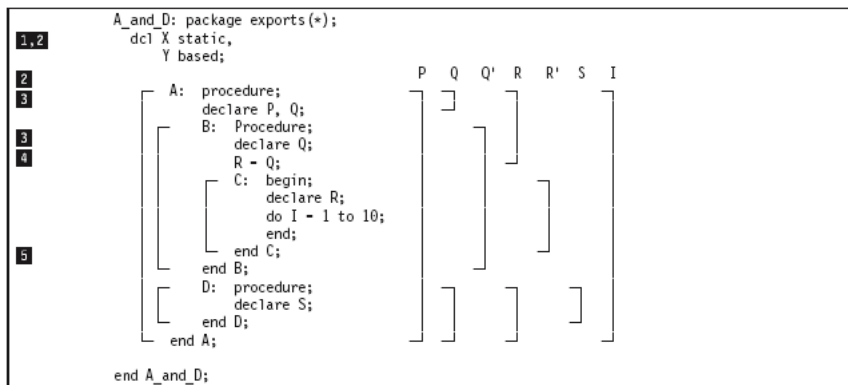 A_and_D: package exports(*);
1,2 dcl X static,
Y based;
P Q Q' R R' S I
2
3 A: procedure;
declare P, Q;
3 B: Procedure;
declare Q;
4 R = Q;
C: begin;
declare R;
do I = 1 to 10;
end;
5 end C;
end B;
D: procedure;
declare S;
end D;
end A;
end A_and_D;